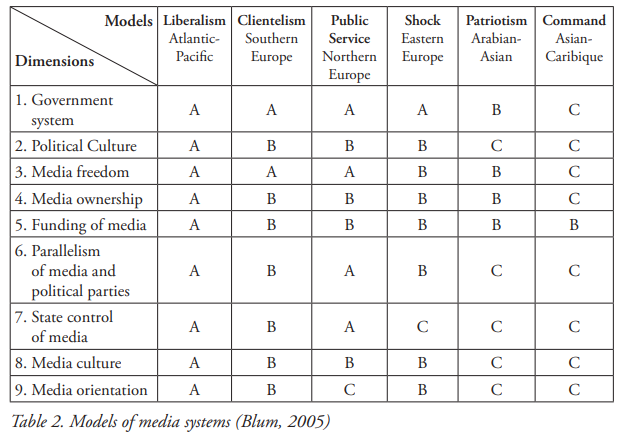 Models
Dimensions
Liberalism Atlantic-Pacific
Clientelism Southern Europe
Public Service Northern Europe
Shock Eastern Europe
Patriotism Arabian-Asian
Command Asian-Caribique
1. Government system A A A A B C
2. Political Culture A B B B C C
3. Media freedom A A A B B C
4. Media ownership A B B B B C
5. Funding of media A B B B B B
6. Parallelism of media and political parties A B A B C C
7. State control of media A B A C C C
8. Media culture A B B B C C
9. Media orientation A B C B C C
Table 2. Models of media systems (Blum, 2005)